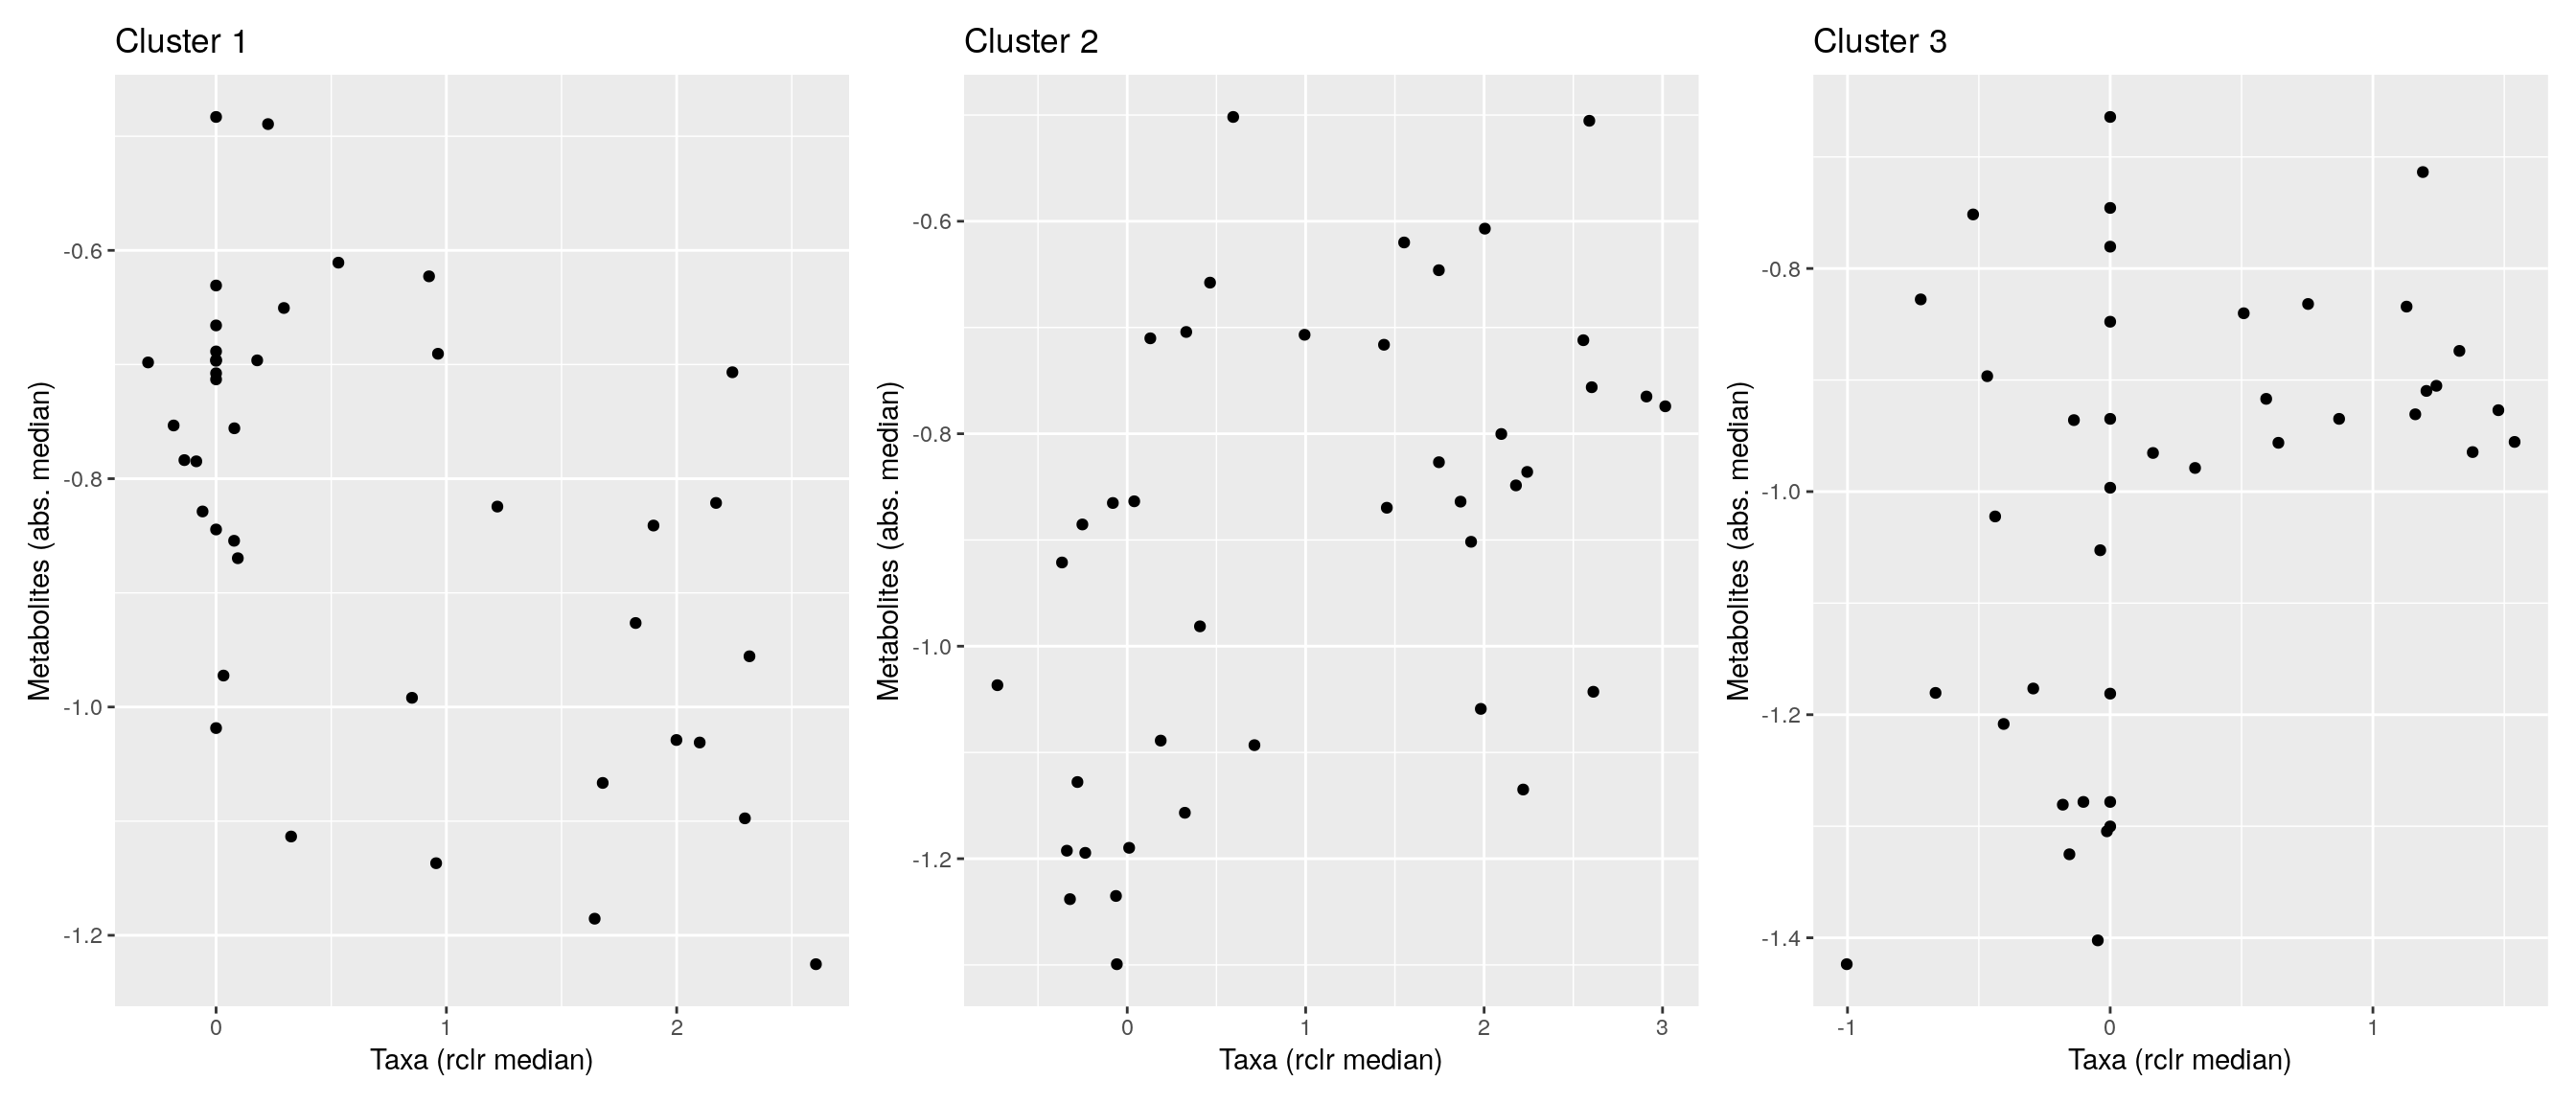 Cluster 1
Metabolites (abs. median)
-0.6
-0.8
-1.0
-1.2
0 1 2
Taxa (rclr median)
Cluster 2
Metabolites (abs. median)
-0.6
-0.8
-1.0
-1.2
0 1 2 3
Taxa (rclr median)
Cluster 3
Metabolites (abs. median)
-0.8
-1.0
-1.2
-1.4
-1 0 1
Taxa (rclr median)